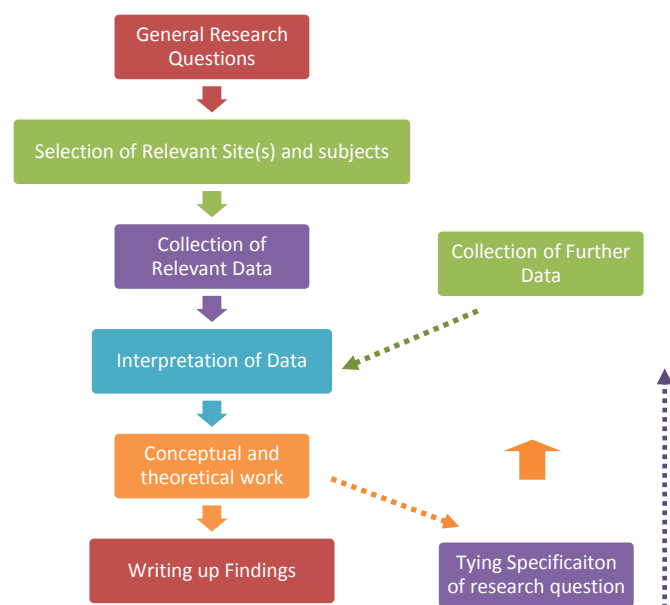 General Research
Questions
Selection of Relevant Site(s) and subjects
Collection of
Relevant Data
Collection of Further
Data
Interpretation of Data
Conceptual and
theoretical work
Writing up Findings
Tying Specificaiton
of research question